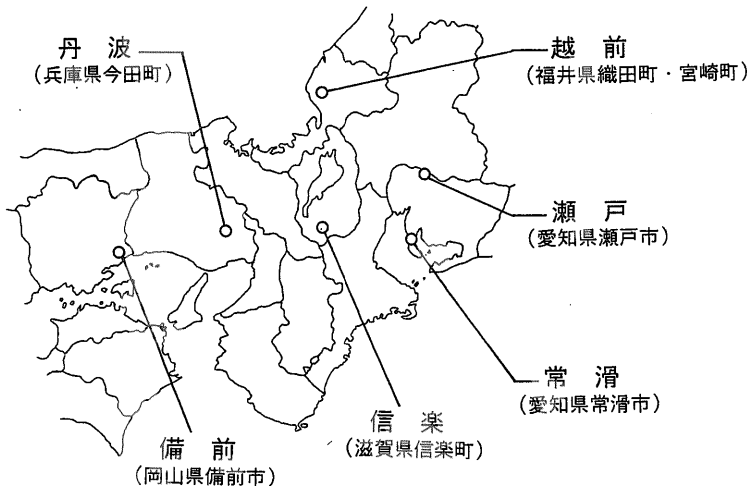 丹波
(兵庫県今田町)
越前
(福井県織田町・宮崎町)
瀬戸
(愛知県瀬戸市)
常滑
(愛知県常滑市)
信楽
(滋賀県信楽町)
備前
(岡山県備前市)